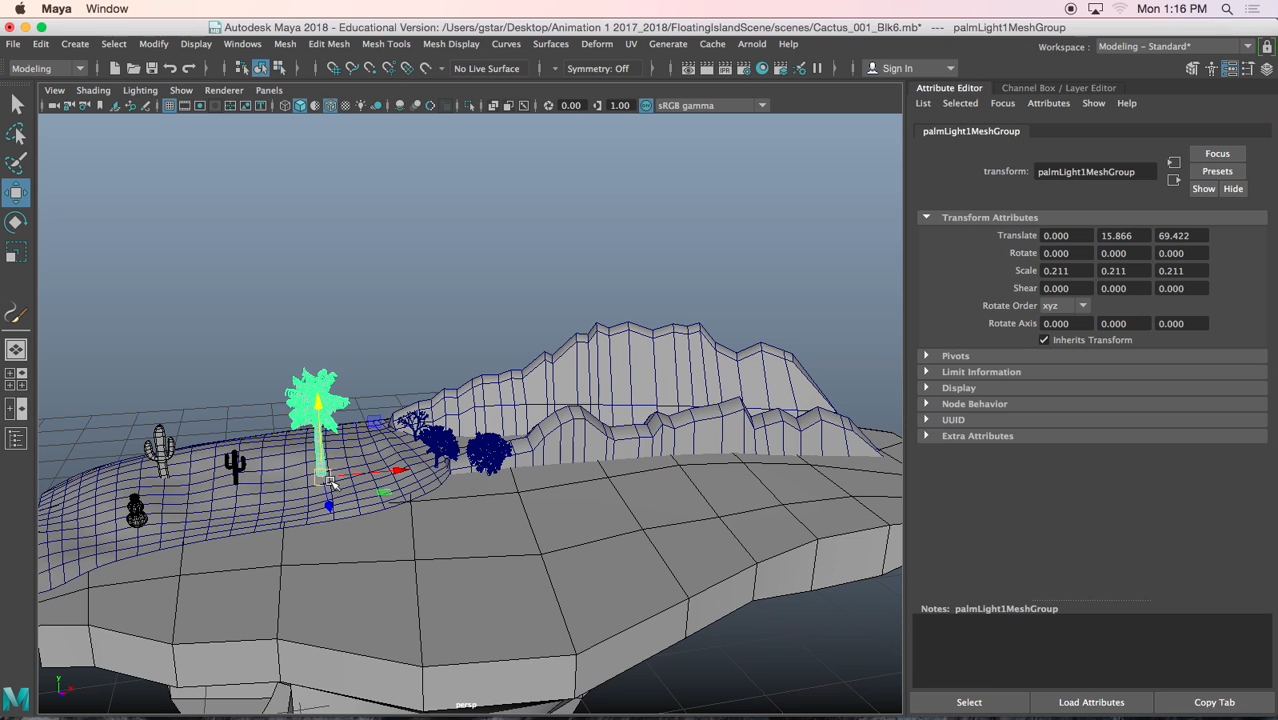 Maya Window Mon 1:16 PM
Autodesk Maya 2018 - Educational Version: /Users/gstar/Desktop/Animation 1 2017_2018/FloatingIslandScene/scenes/Cactus_001_Blk6.mb* --- palmLight1MeshGroup
File Edit Create Select Modify Display Windows Mesh Edit Mesh Mesh Tools Mesh Display Curves Surfaces Deform UV Generate Cache Arnold Help
Workspace : Modeling - Standard*
Modeling No Live Surface Symmetry: Off Sign In
View Shading Lighting Show Renderer Panels
Attribute Editor Channel Box / Layer Editor
0.00 1.00 sRGB gamma
List Selected Focus Attributes Show Help
palmLight1MeshGroup
Focus
transform: palmLight1MeshGroup
Presets
Show Hide
Transform Attributes
Translate 0.000 15.866 69.422
Rotate 0.000 0.000 0.000
Scale 0.211 0.211 0.211
Shear 0.000 0.000 0.000
Rotate Order xyz
Rotate Axis 0.000 0.000 0.000
Inherits Transform
Pivots
Limit Information
Display
Node Behavior
UUID
Extra Attributes
Notes: palmLight1MeshGroup
y
x
persp
Select Load Attributes Copy Tab